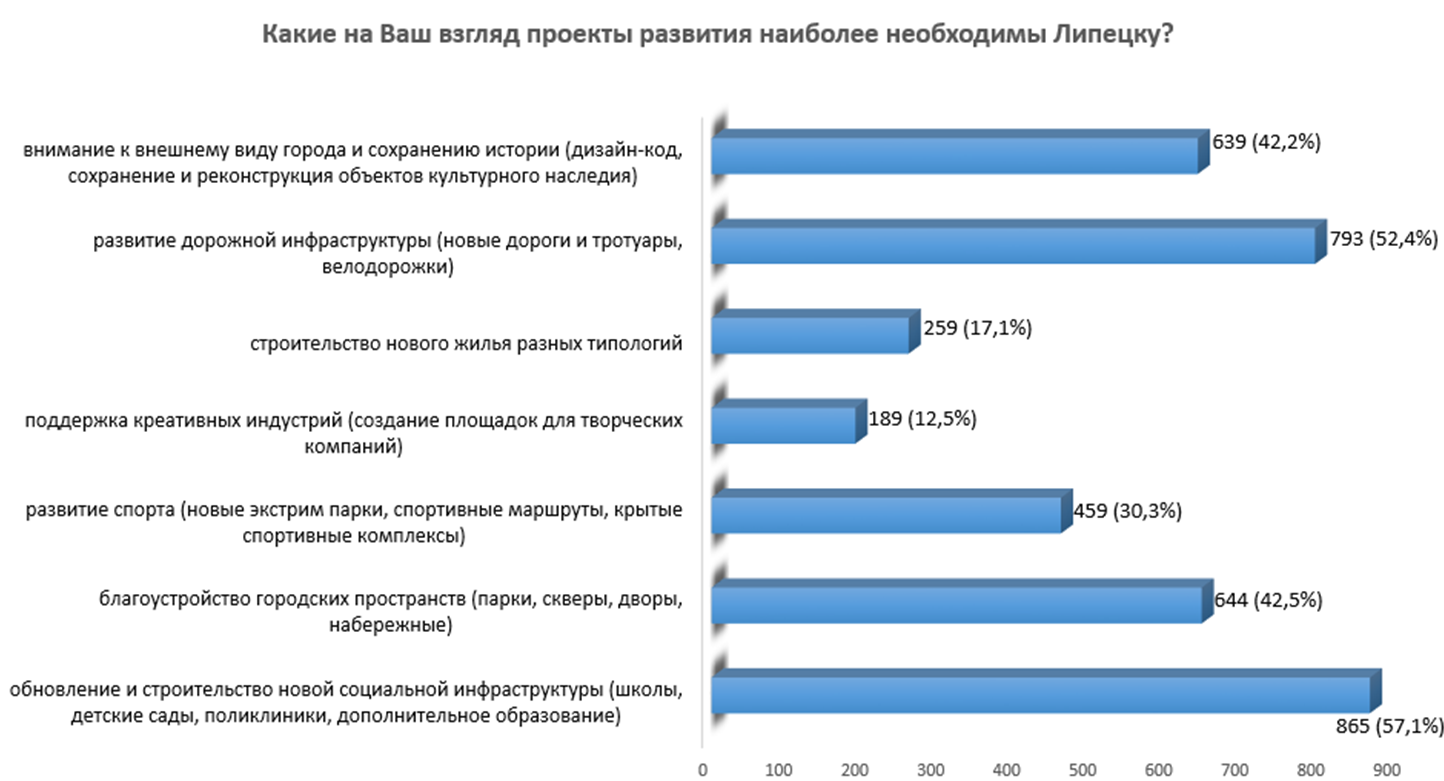 Какие на Ваш взгляд проекты развития наиболее необходимы Липецку?
внимание к внешнему виду города и сохранению истории (дизайн-код,
сохранение и реконструкция объектов культурного наследия)
639 (42,2%)
развитие дорожной инфраструктуры (новые дороги и тротуары,
велодорожки)
793 (52,4%)
строительство нового жилья разных типологий
259 (17,1%)
поддержка креативных индустрий (создание площадок для творческих
компаний)
189 (12,5%)
развитие спорта (новые экстрим парки, спортивные маршруты, крытые
спортивные комплексы)
459 (30,3%)
благоустройство городских пространств (парки, скверы, дворы,
набережные)
644 (42,5%)
обновление и строительство новой социальной инфраструктуры (школы,
детские сады, поликлиники, дополнительное образование)
865 (57,1%)
0 100 200 300 400 500 600 700 800 900